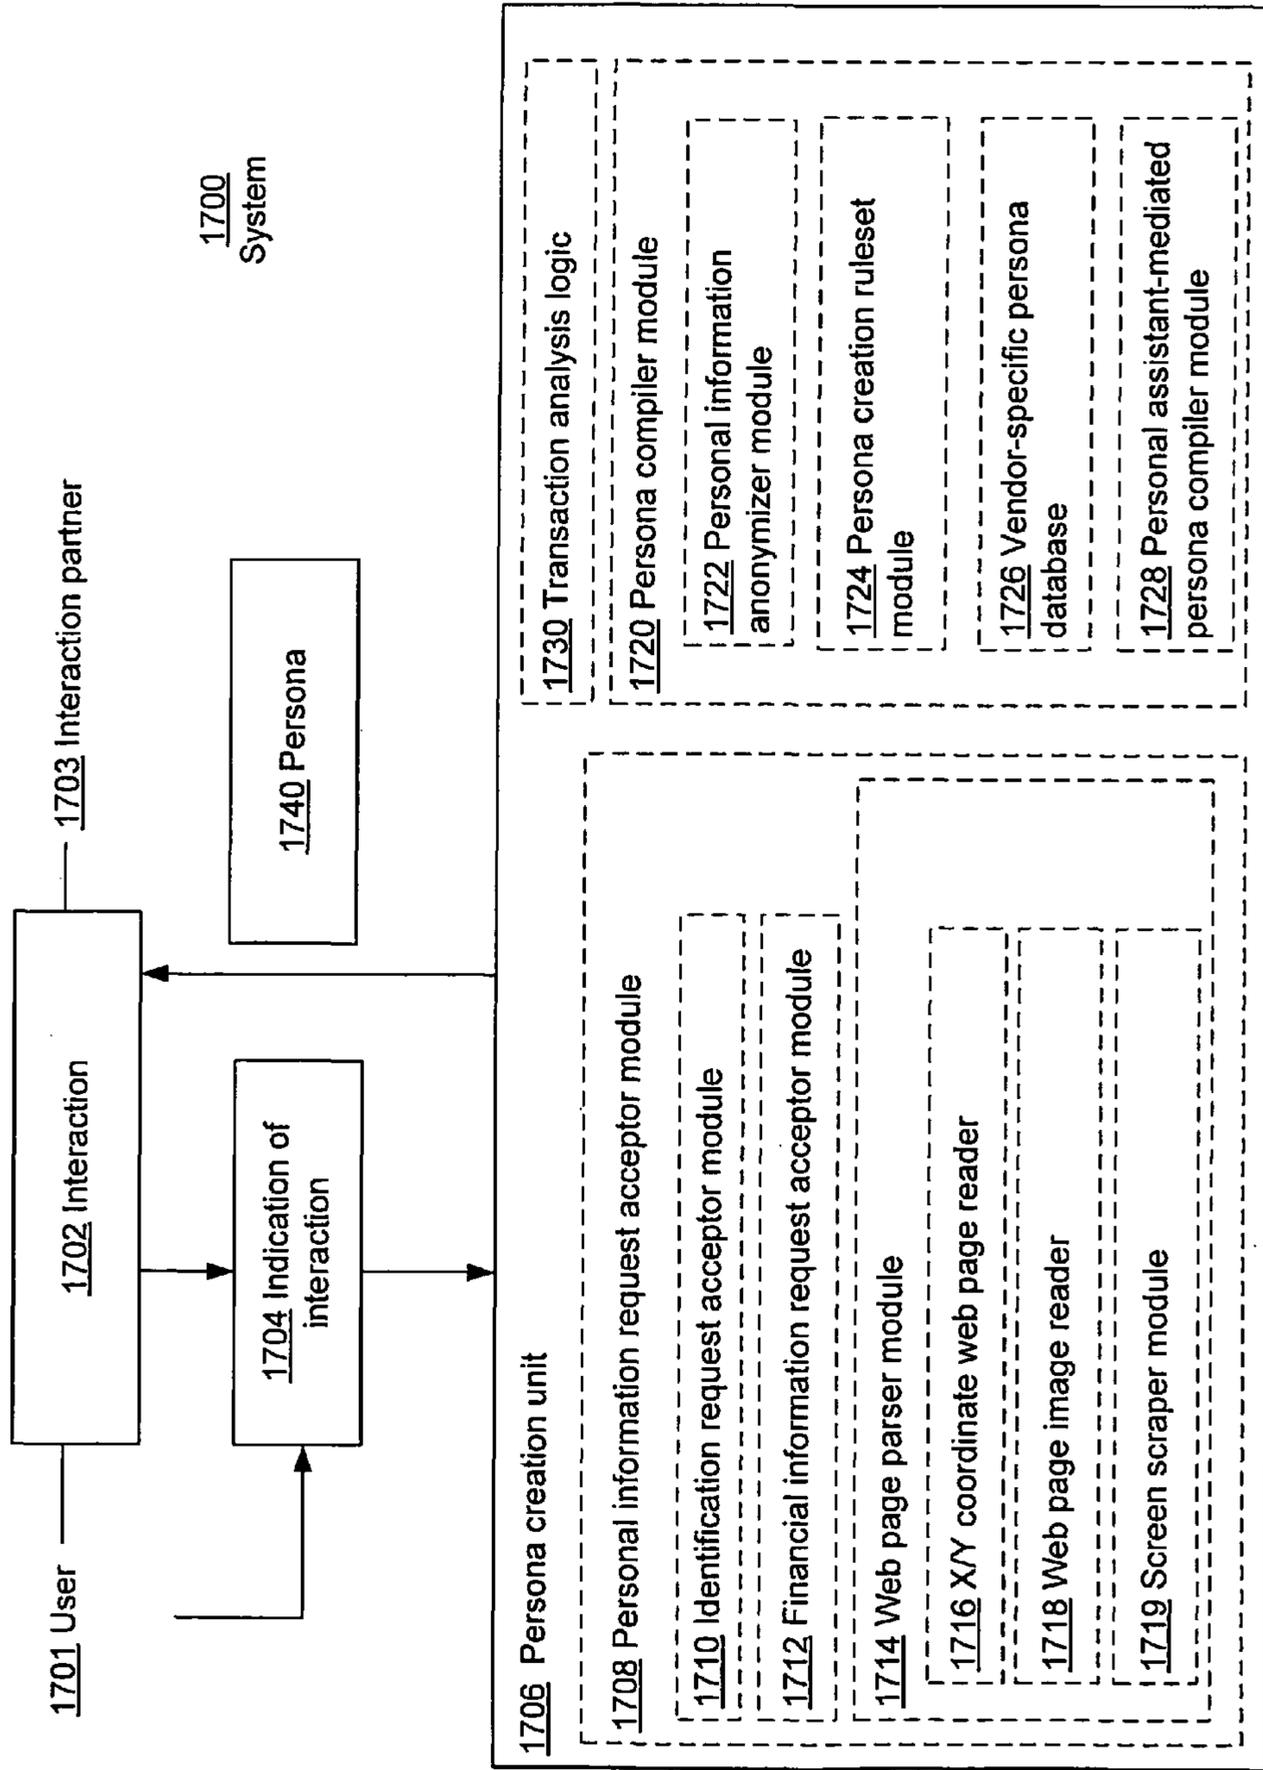 1700
System
1701 User
1702 Interaction
1703 Interaction partner
1704 Indication of
interaction
1740 Persona
1706 Persona creation unit
1708 Personal information request acceptor module
1710 Identification request acceptor module
1712 Financial information request acceptor module
1714 Web page parser module
1716 X/Y coordinate web page reader
1718 Web page image reader
1719 Screen scraper module
1730 Transaction analysis logic
1720 Persona compiler module
1722 Personal information
anonymizer module
1724 Persona creation ruleset
module
1726 Vendor-specific persona
database
1728 Personal assistant-mediated
persona compiler module